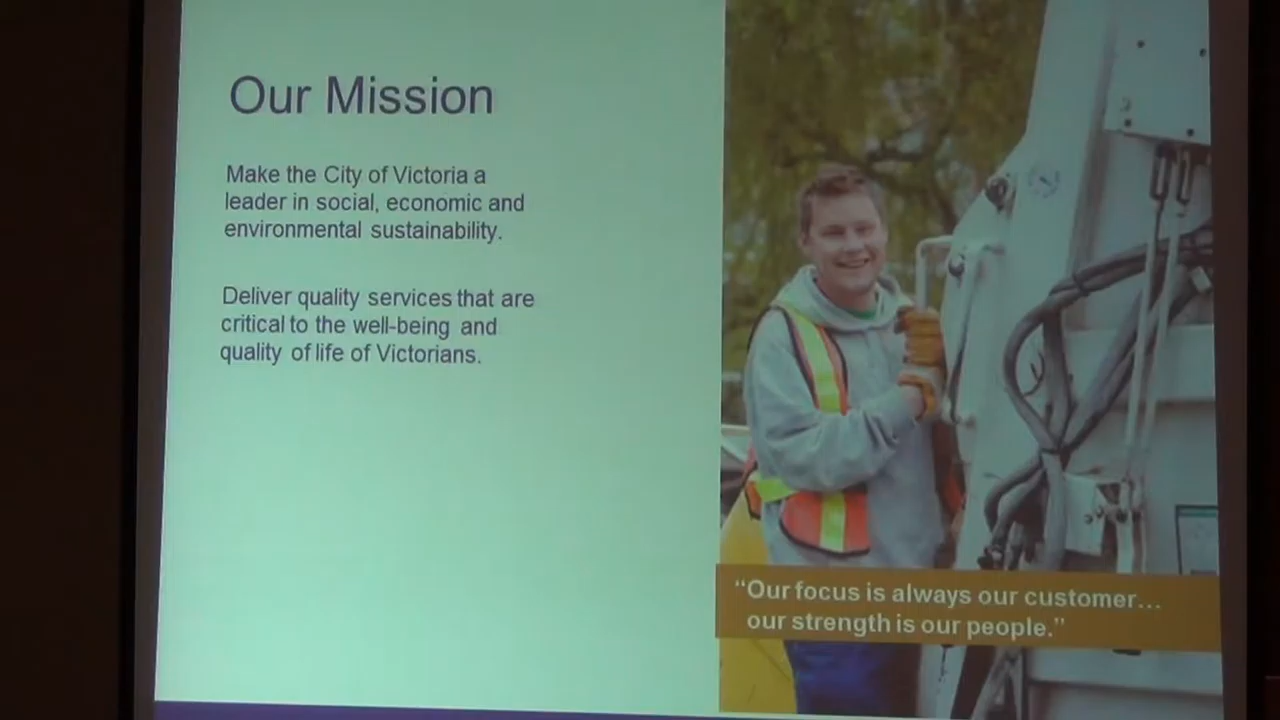 Our Mission
Make the City of Victoria a
leader in social, economic and
environmental sustainability.
Deliver quality services that are
critical to the well-being and
quality of life of Victorians.
“Our focus is always our customer…
our strength is our people.”